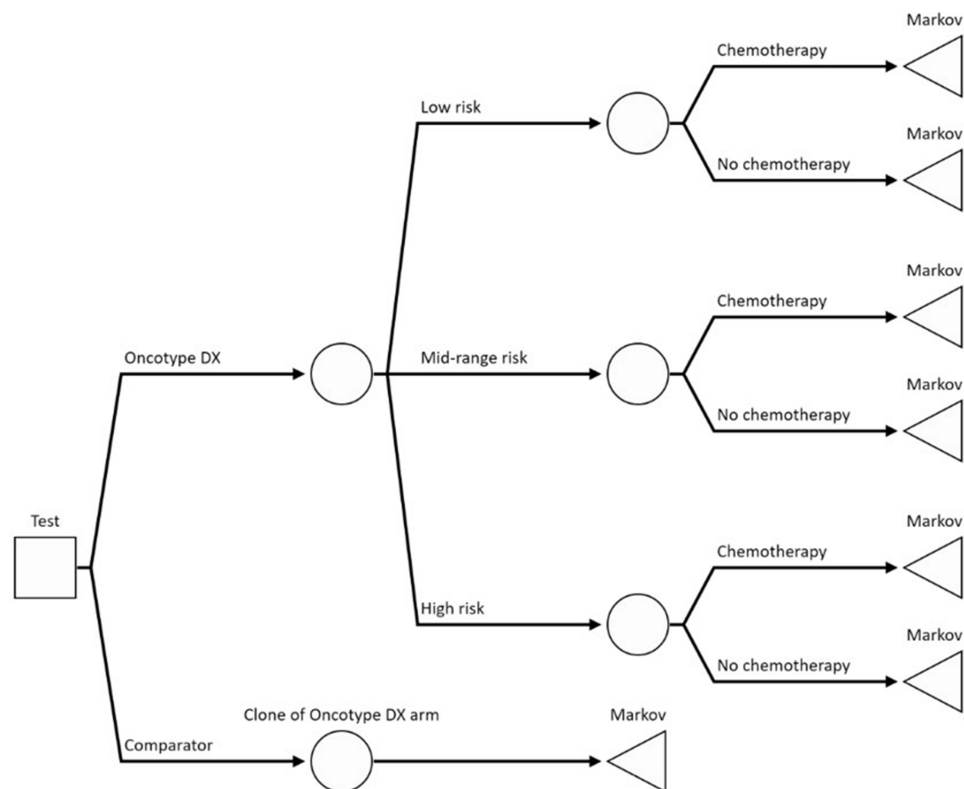 Markov
Chemotherapy
Low risk
Markov
No chemotherapy
Markov
Chemotherapy
Oncotype DX
Mid-range risk
Markov
No chemotherapy
Test
Markov
Chemotherapy
High risk
Markov
No chemotherapy
Clone of Oncotype DX arm
Markov
Comparator